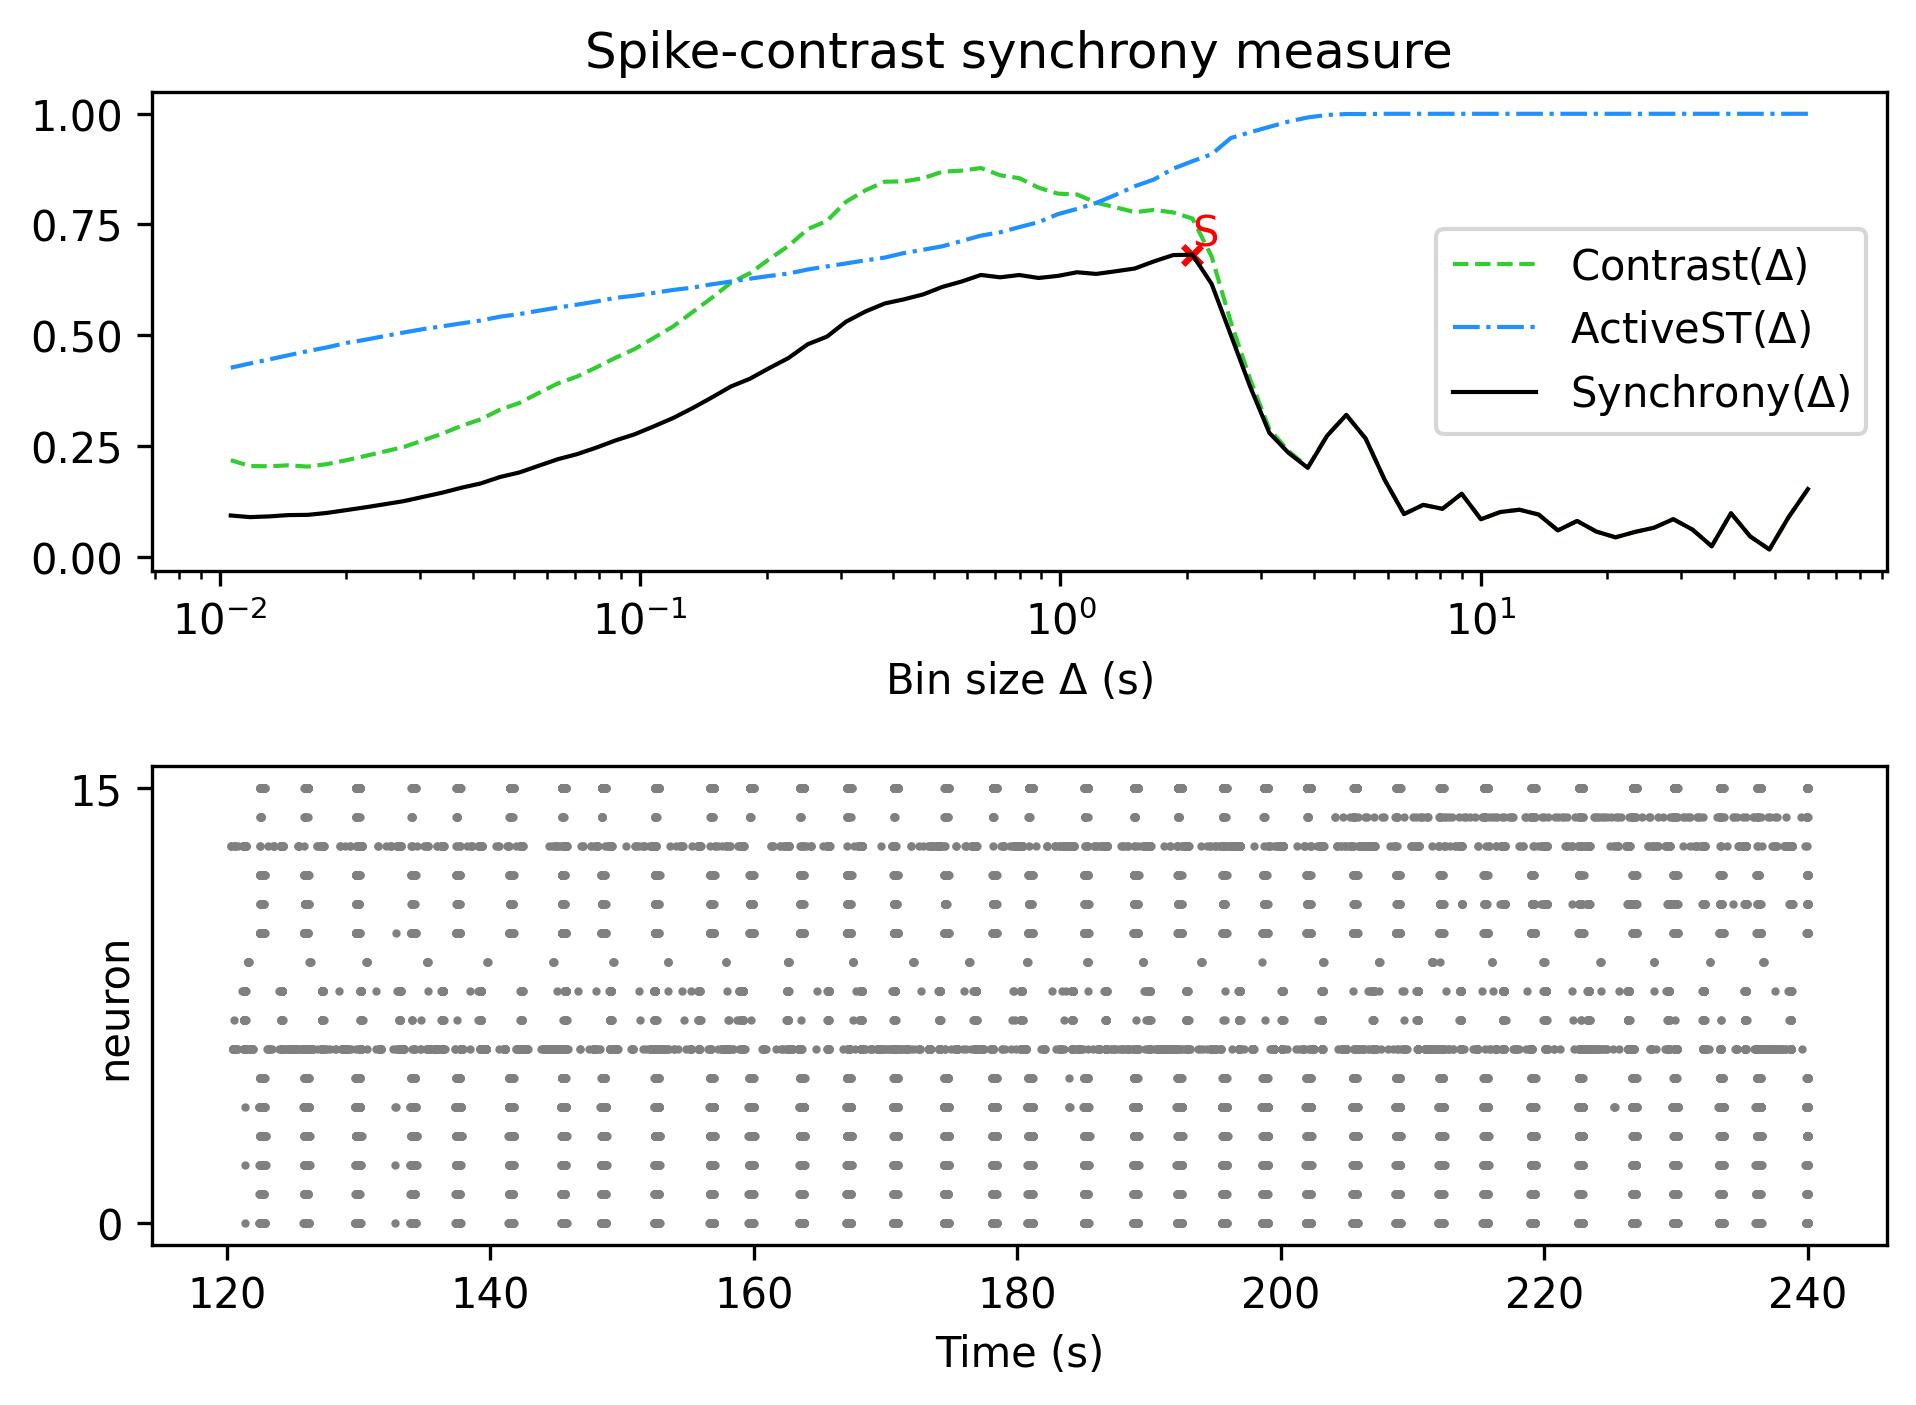 Spike-contrast synchrony measure
1.00
0.75
0.50
0.25
0.00
S
Contrast(Δ)
ActiveST(Δ)
Synchrony(Δ)
10⁻² 10⁻¹ 10⁰ 10¹
Bin size Δ (s)
15
neuron
0
120 140 160 180 200 220 240
Time (s)